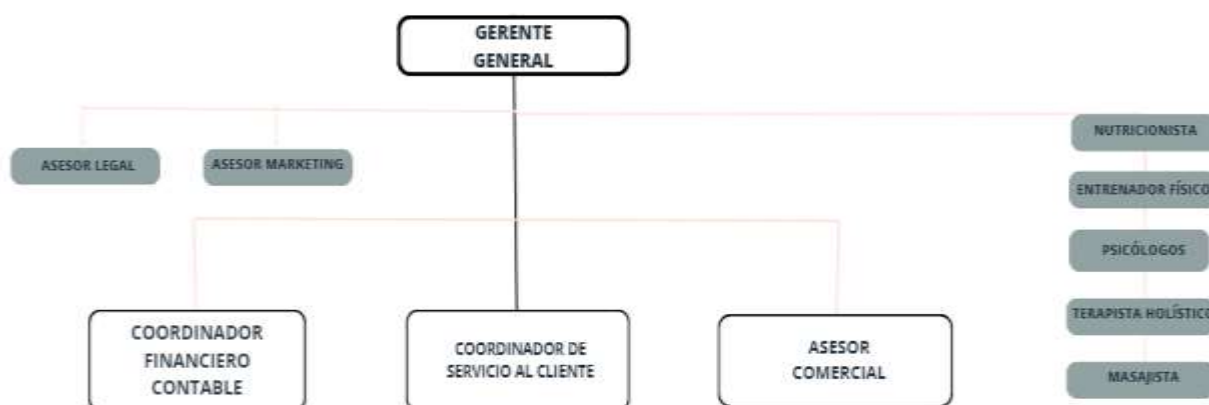 GERENTE
GENERAL
ASESOR LEGAL
ASESOR MARKETING
NUTRICIONISTA
ENTRENADOR FÍSICO
PSICÓLOGOS
TERAPISTA HOLÍSTICO
MASAJISTA
COORDINADOR
FINANCIERO
CONTABLE
COORDINADOR DE
SERVICIO AL CLIENTE
ASESOR
COMERCIAL